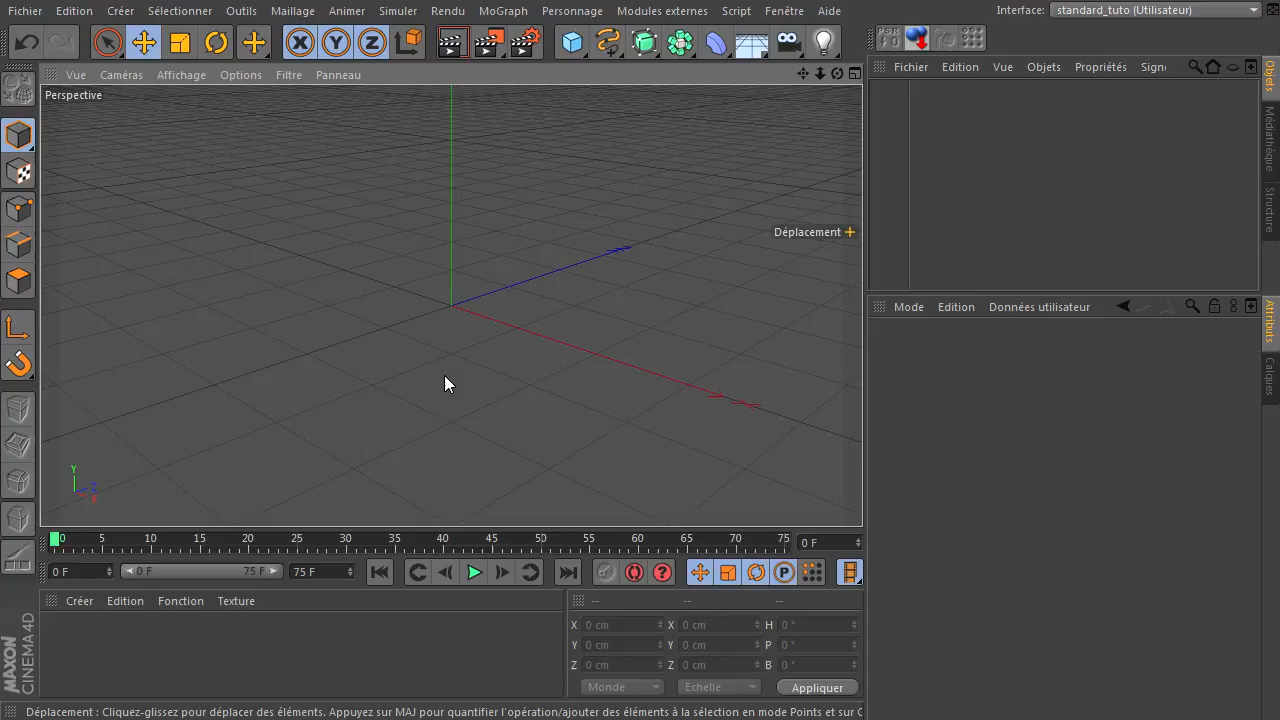 Fichier Edition Créer Sélectionner Outils Maillage Animer Simuler Rendu MoGraph Personnage Modules externes Script Fenêtre Aide
Interface: standard_tuto (Utilisateur)
X Y Z
PSR
Vue Caméras Affichage Options Filtre Panneau
Fichier Edition Vue Objets Propriétés Sign
Perspective
Déplacement
Objets
Médiathèque
Structure
Mode Edition Données utilisateur
Attributs
Calques
Y
Z
X
0 5 10 15 20 25 30 35 40 45 50 55 60 65 70 75
0 F
0 F
0 F 75 F
75 F
P
Créer Edition Fonction Texture
-- -- --
X 0 cm X 0 cm H 0 °
Y 0 cm Y 0 cm P 0 °
Z 0 cm Z 0 cm B 0 °
Monde Echelle Appliquer
MAXON
CINEMA 4D
Déplacement : Cliquez-glissez pour déplacer des éléments. Appuyez sur MAJ pour quantifier l'opération/ajouter des éléments à la sélection en mode Points et sur C